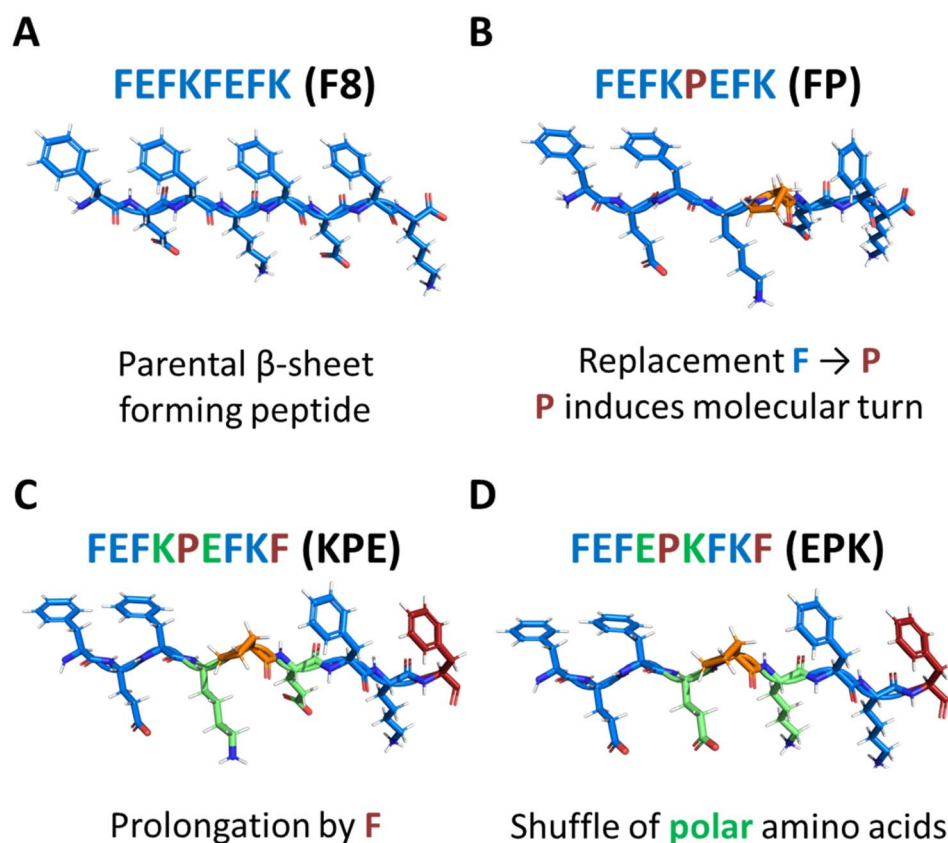 A
FEFKFEFK (F8)
Parental β-sheet
forming peptide
B
FEFKPEFK (FP)
Replacement F → P
P induces molecular turn
C
FEFKPEFKF (KPE)
Prolongation by F
D
FEFEPKFKF (EPK)
Shuffle of polar amino acids